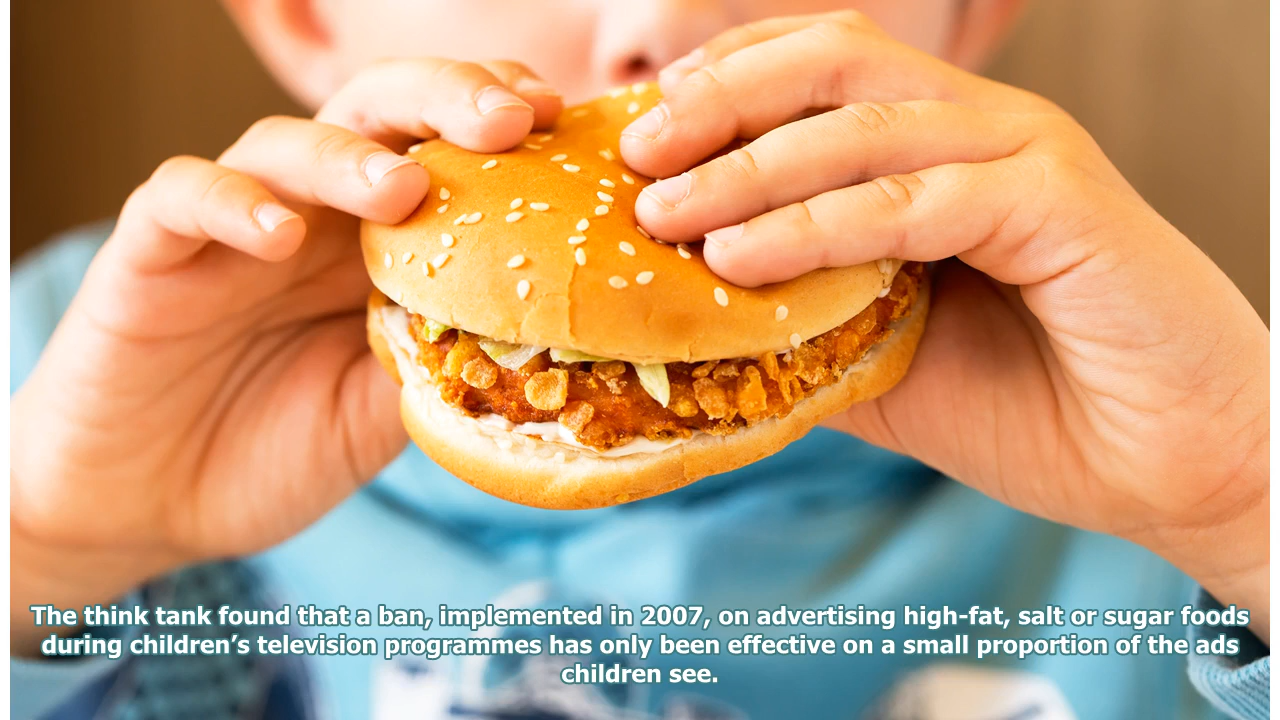 The think tank found that a ban, implemented in 2007, on advertising high-fat, salt or sugar foods
during children’s television programmes has only been effective on a small proportion of the ads
children see.